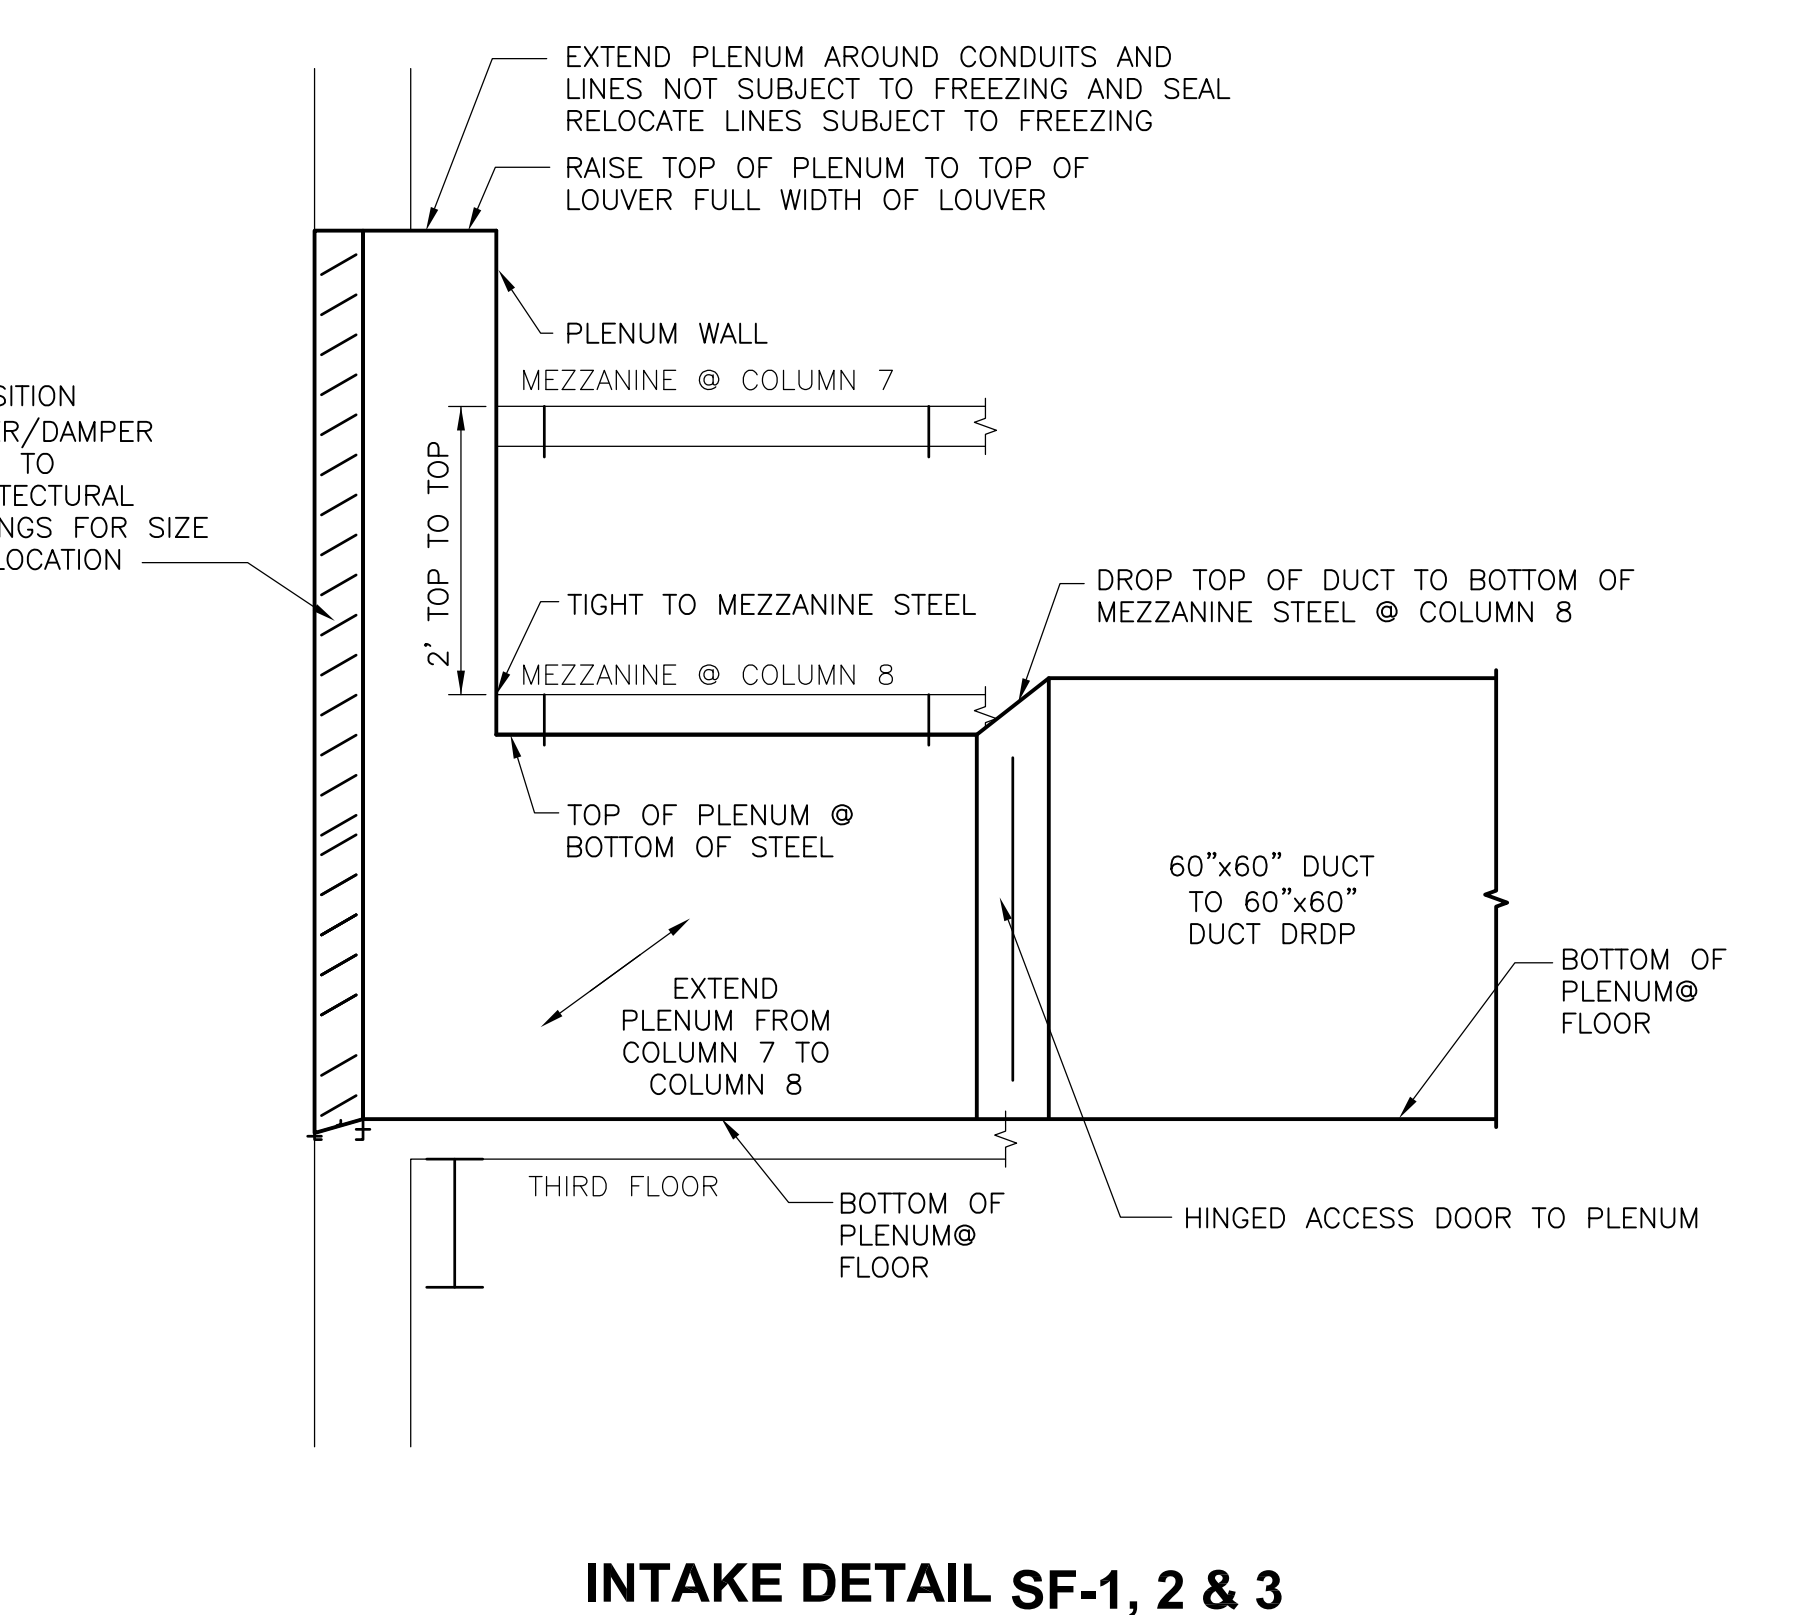 EXTEND PLENUM AROUND CONDUITS AND
LINES NOT SUBJECT TO FREEZING AND SEAL
RELOCATE LINES SUBJECT TO FREEZING
RAISE TOP OF PLENUM TO TOP OF
LOUVER FULL WIDTH OF LOUVER
PLENUM WALL
MEZZANINE @ COLUMN 7
SITION
ER/DAMPER
TO
TECTURAL
NGS FOR SIZE
LOCATION
2' TOP TO TOP
TIGHT TO MEZZANINE STEEL
MEZZANINE @ COLUMN 8
DROP TOP OF DUCT TO BOTTOM OF
MEZZANINE STEEL @ COLUMN 8
TOP OF PLENUM @
BOTTOM OF STEEL
60"x60" DUCT
TO 60"x60"
DUCT DRDP
EXTEND
PLENUM FROM
COLUMN 7 TO
COLUMN 8
BOTTOM OF
PLENUM@
FLOOR
THIRD FLOOR
BOTTOM OF
PLENUM@
FLOOR
HINGED ACCESS DOOR TO PLENUM
INTAKE DETAIL SF-1, 2 & 3